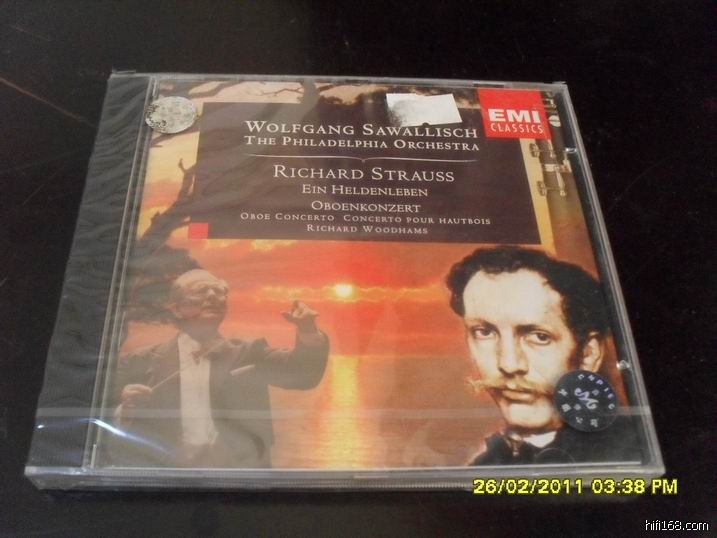 EMI
CLASSICS
WOLFGANG SAWALLISCH
THE PHILADELPHIA ORCHESTRA
RICHARD STRAUSS
EIN HELDENLEBEN
OBOENKONZERT
OBOE CONCERTO CONCERTO POUR HAUTBOIS
RICHARD WOODHAMS
26/02/2011 03:38 PM
hifi168.com